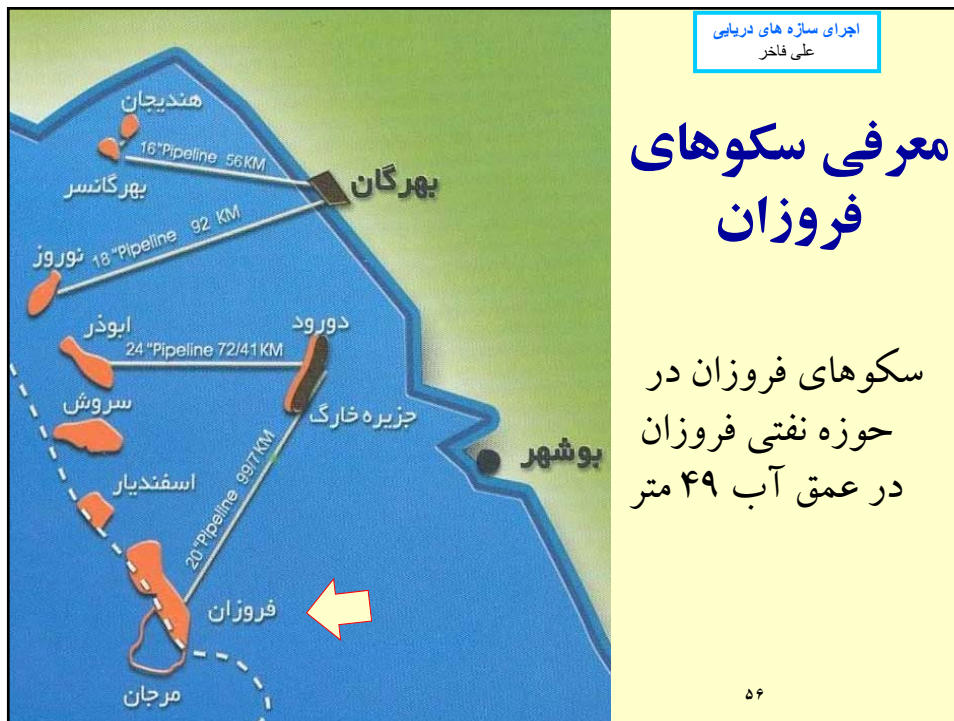 اجرای سازه های دریایی
علی فاخر
معرفی سکوهای
فروزان
سکوهای فروزان در
حوزه نفتی فروزان
در عمق آب ۴۹ متر
۵۶
هندیجان
16"Pipeline 56KM
بهرگانسر
بهرگان
18"Pipeline 92 KM
نوروز
ابوذر
دورود
24"Pipeline 72/41KM
سروش
جزیره خارگ
بوشهر
اسفندیار
20"Pipeline 99/7KM
فروزان
مرجان